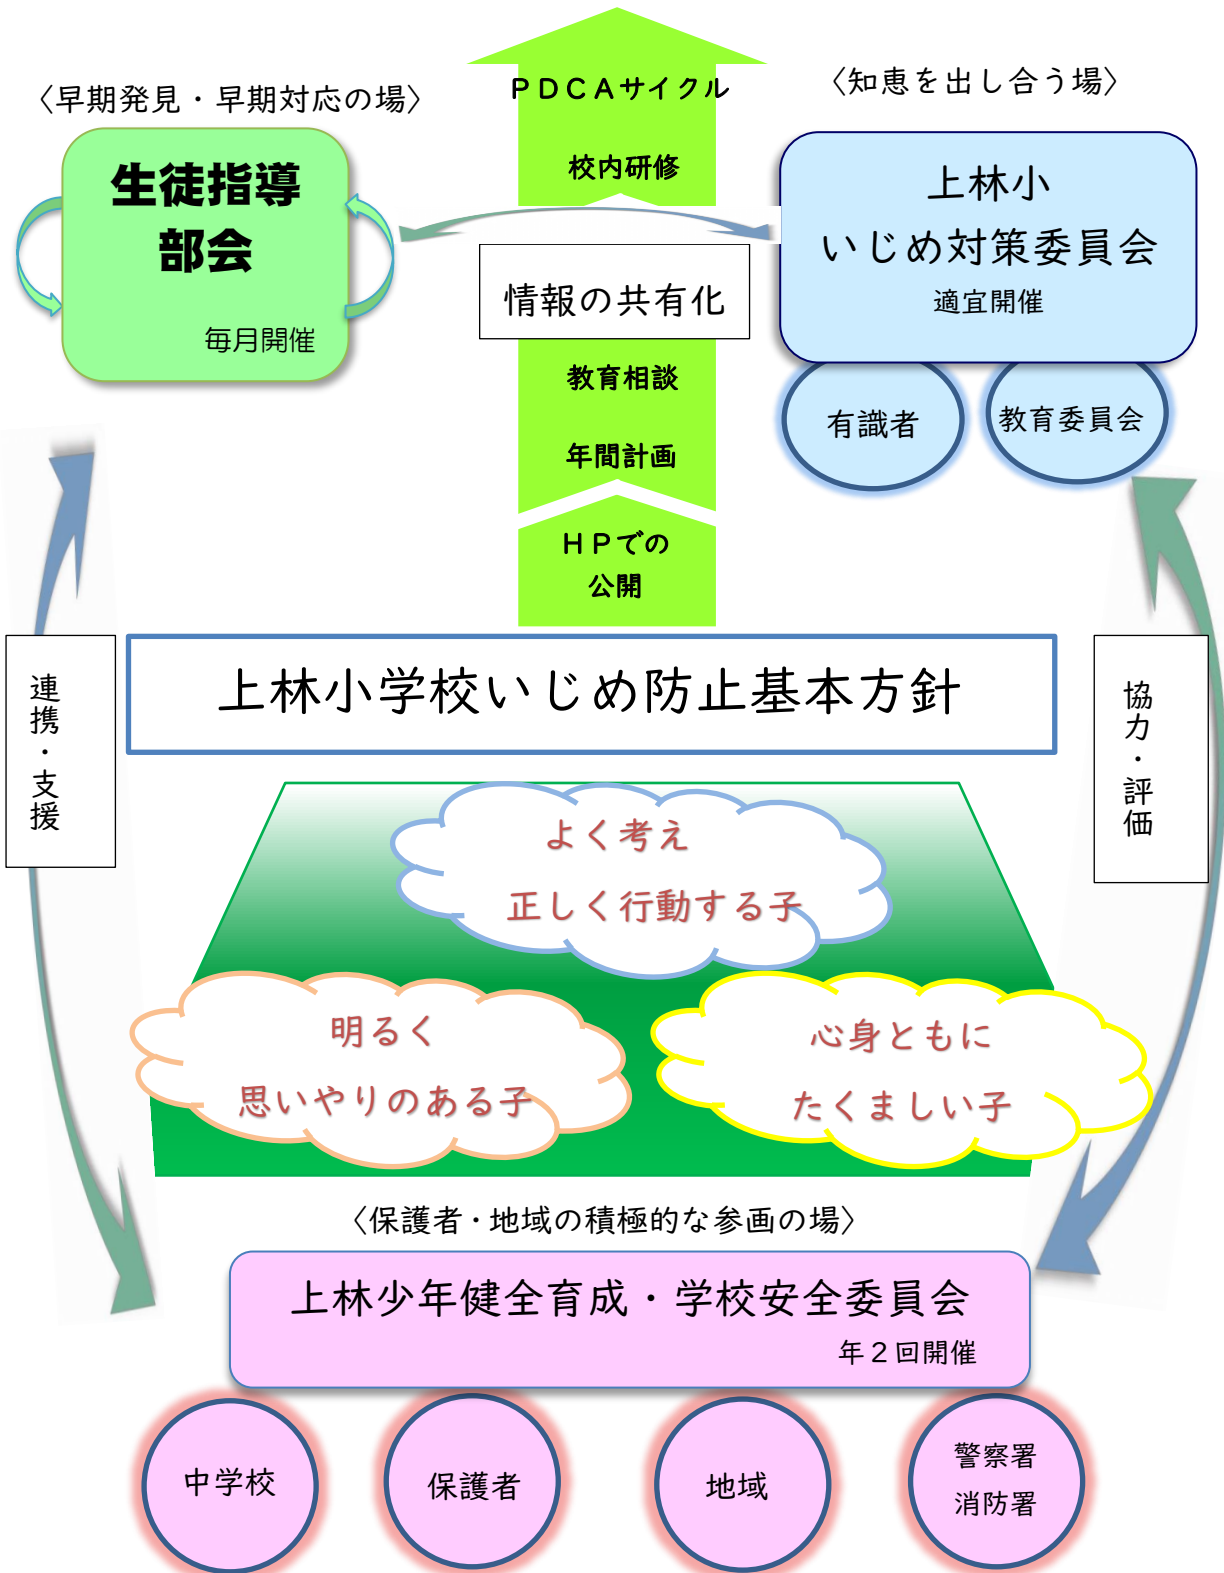 〈早期発見・早期対応の場〉
生徒指導
部会
毎月開催
PDCAサイクル
校内研修
〈知恵を出し合う場〉
上林小
いじめ対策委員会
適宜開催
有識者
教育委員会
情報の共有化
教育相談
年間計画
HPでの
公開
連携・支援
上林小学校いじめ防止基本方針
協力・評価
よく考え
正しく行動する子
明るく
思いやりのある子
心身ともに
たくましい子
〈保護者・地域の積極的な参画の場〉
上林少年健全育成・学校安全委員会
年2回開催
中学校
保護者
地域
警察署
消防署